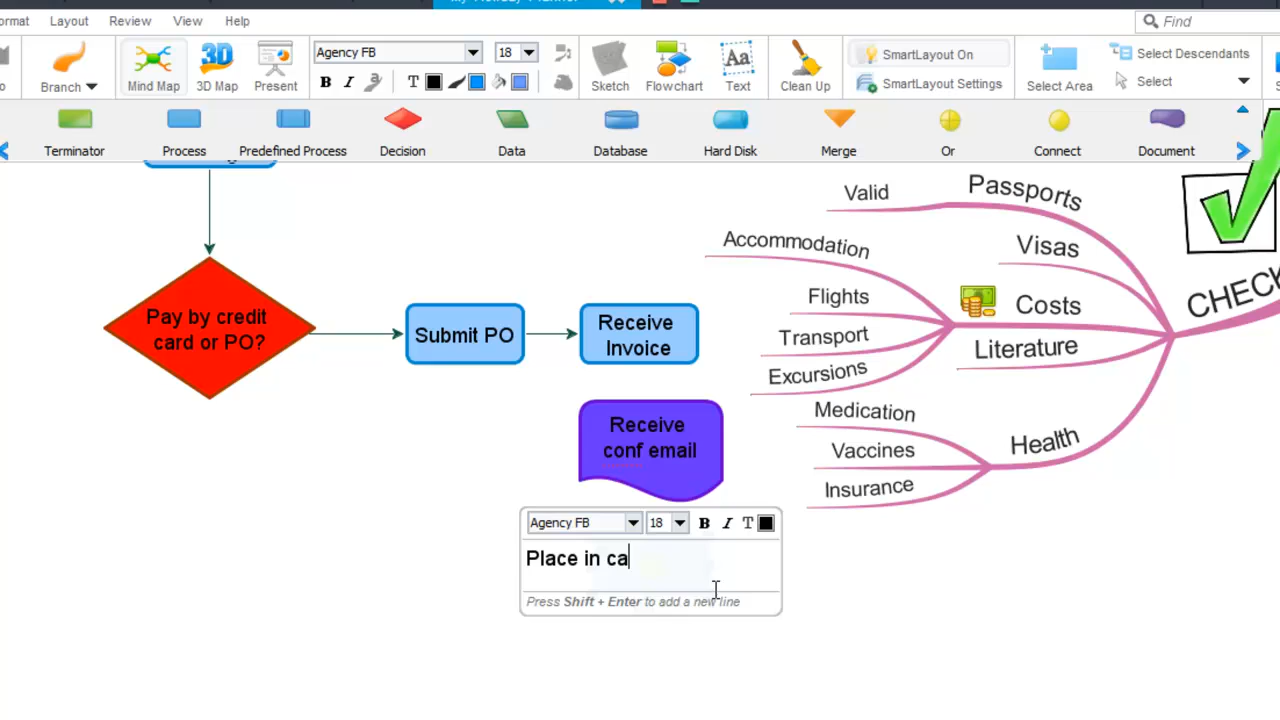 Layout Review View Help
Find
Branch
Mind Map
3D Map
Present
Agency FB 18
B I T
Sketch
Flowchart
Text
Clean Up
SmartLayout On
SmartLayout Settings
Select Area
Select Descendants
Select
Terminator
Process
Predefined Process
Decision
Data
Database
Hard Disk
Merge
Or
Connect
Document
Pay by credit
card or PO?
Submit PO
Receive
Invoice
Receive
conf email
Agency FB 18 B I T
Place in ca
Press Shift + Enter to add a new line
Valid
Passports
Accommodation
Visas
Flights
Costs
Transport
Literature
Excursions
Medication
Health
Vaccines
Insurance
CHECK